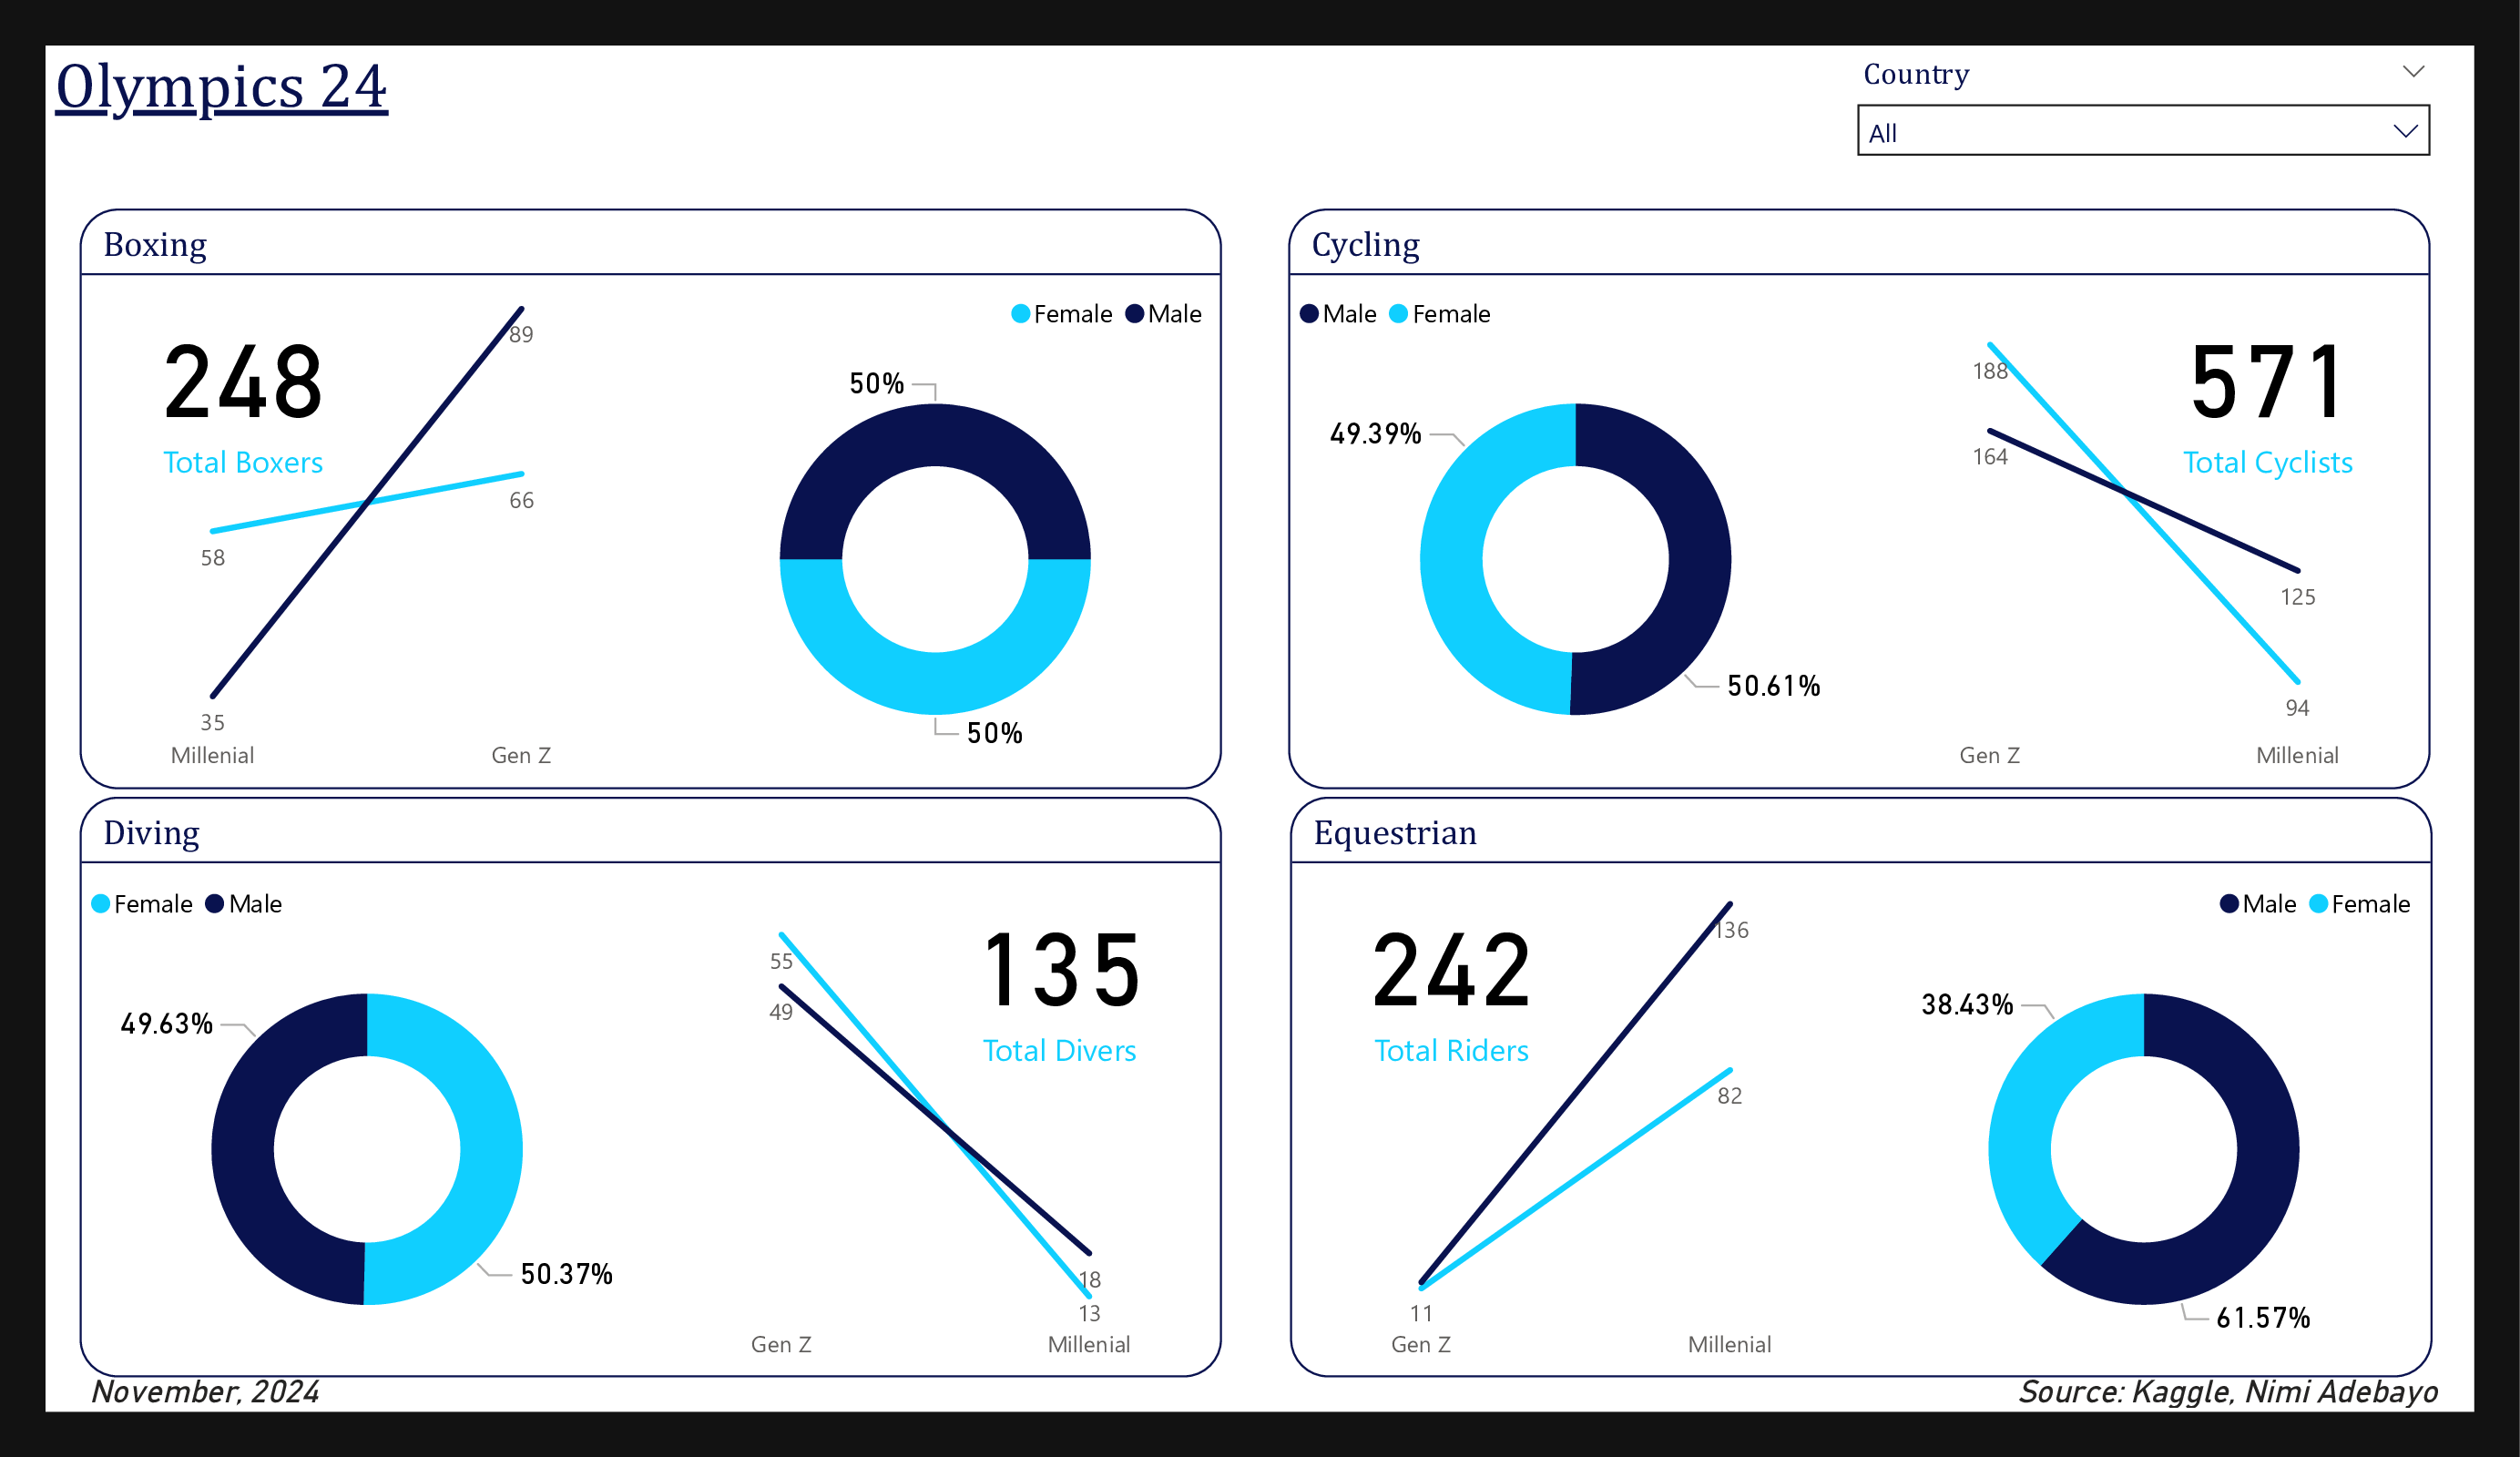 Olympics 24
Country
All
Boxing
Female Male
248
Total Boxers
89
66
58
35
Millenial Gen Z
50%
50%
Cycling
Male Female
49.39%
50.61%
188
164
125
94
Gen Z Millenial
571
Total Cyclists
Diving
Female Male
49.63%
50.37%
55
49
18
13
Gen Z Millenial
135
Total Divers
Equestrian
Male Female
242
Total Riders
136
82
11
Gen Z Millenial
38.43%
61.57%
November, 2024
Source: Kaggle, Nimi Adebayo